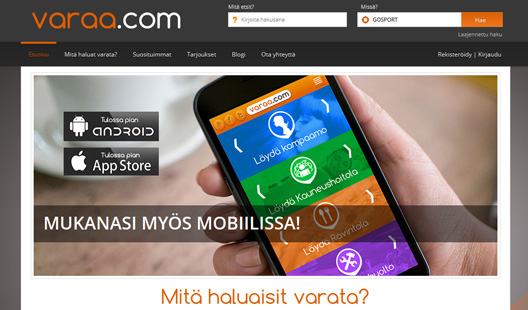 varaa.com
Mitä etsit?
Kirjoita hakusana
Missä?
GOSPORT
Hae
Laajennettu haku
Etusivu
Mitä haluat varata?
Suosituimmat
Tarjoukset
Blogi
Ota yhteyttä
Rekisteröidy | Kirjaudu
Tulossa pian
ANDROID
Tulossa pian
App Store
varaa.com
Löydä kampaamo
Löydä Kauneushoitola
Löydä Ravintola
MUKANASI MYÖS MOBIILISSA!
Mitä haluaisit varata?